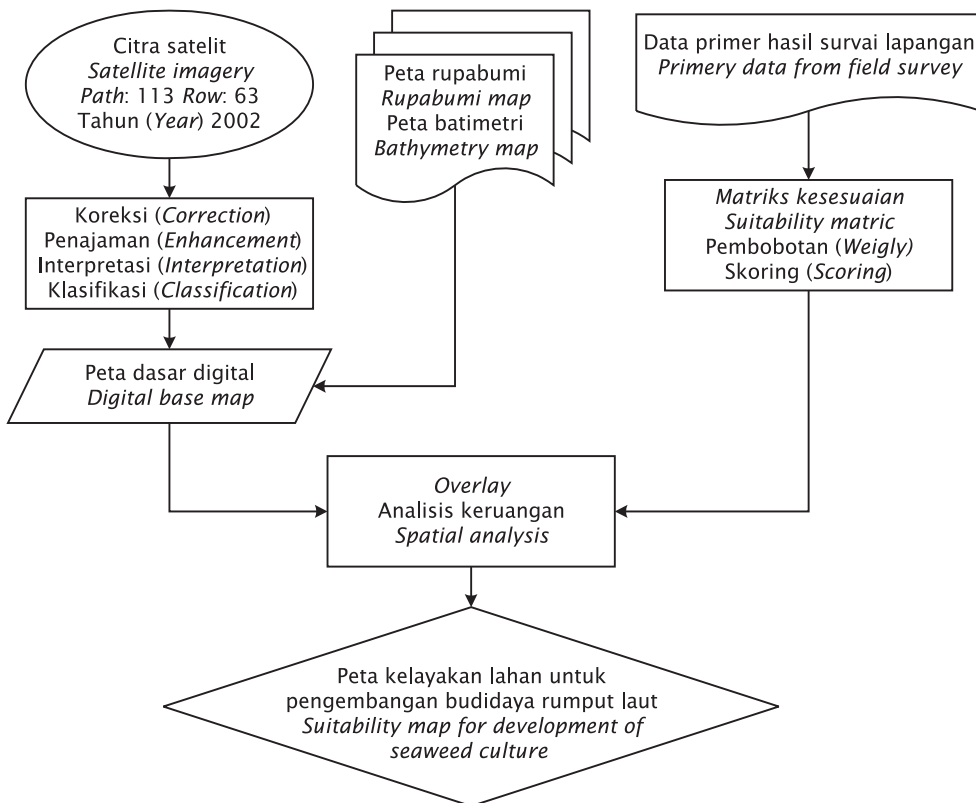 Citra satelit
Satellite imagery
Path: 113 Row: 63
Tahun (Year) 2002
Peta rupabumi
Rupabumi map
Peta batimetri
Bathymetry map
Data primer hasil survai lapangan
Primery data from field survey
Koreksi (Correction)
Penajaman (Enhancement)
Interpretasi (Interpretation)
Klasifikasi (Classification)
Matriks kesesuaian
Suitability matric
Pembobotan (Weigly)
Skoring (Scoring)
Peta dasar digital
Digital base map
Overlay
Analisis keruangan
Spatial analysis
Peta kelayakan lahan untuk
pengembangan budidaya rumput laut
Suitability map for development of
seaweed culture